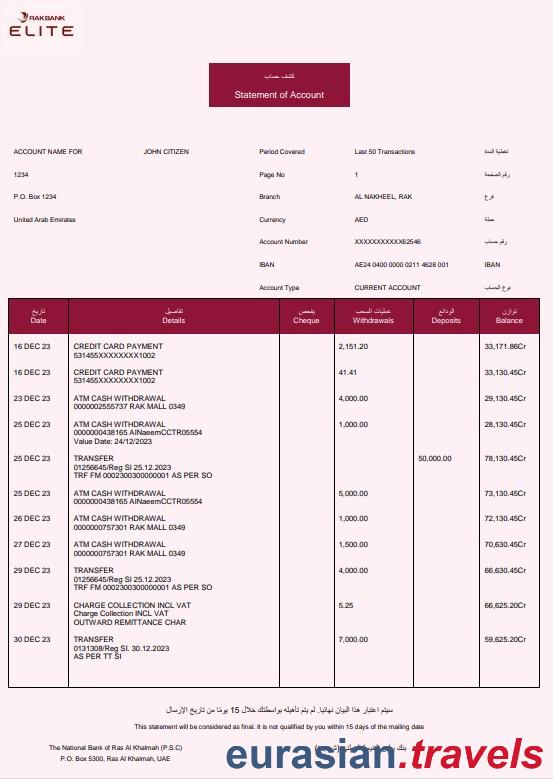 RAKBANK
ELITE
كشف حساب
Statement of Account
ACCOUNT NAME FOR JOHN CITIZEN Period Covered Last 50 Transactions تغطية المدة
1234 Page No 1 رقم الصفحة
P.O. Box 1234 Branch AL NAKHEEL, RAK فرع
United Arab Emirates Currency AED عملة
Account Number XXXXXXXXXX62546 رقم حساب
IBAN AE24 0400 0000 0211 4628 001 IBAN
Account Type CURRENT ACCOUNT نوع الحساب
تاريخ تفاصيل يفحص عمليات السحب الودائع توازن
Date Details Cheque Withdrawals Deposits Balance
16 DEC 23 CREDIT CARD PAYMENT 2,151.20 33,171.86Cr
531455XXXXXXXX1002
16 DEC 23 CREDIT CARD PAYMENT 41.41 33,130.45Cr
531455XXXXXXXX1002
23 DEC 23 ATM CASH WITHDRAWAL 4,000.00 29,130.45Cr
0000002555737 RAK MALL 0349
25 DEC 23 ATM CASH WITHDRAWAL 1,000.00 28,130.45Cr
0000000438165 AlNaeemCCTR05554
Value Date: 24/12/2023
25 DEC 23 TRANSFER 50,000.00 78,130.45Cr
01256645/Reg SI 25.12.2023
TRF FM 0002300300000001 AS PER SO
25 DEC 23 ATM CASH WITHDRAWAL 5,000.00 73,130.45Cr
0000000438165 AlNaeemCCTR05554
26 DEC 23 ATM CASH WITHDRAWAL 1,000.00 72,130.45Cr
0000000757301 RAK MALL 0349
27 DEC 23 ATM CASH WITHDRAWAL 1,500.00 70,630.45Cr
0000000757301 RAK MALL 0349
29 DEC 23 TRANSFER 4,000.00 66,630.45Cr
01256645/Reg SI 25.12.2023
TRF FM 0002300300000001 AS PER SO
29 DEC 23 CHARGE COLLECTION INCL VAT 5.25 66,625.20Cr
Charge Collection INCL VAT
OUTWARD REMITTANCE CHAR
30 DEC 23 TRANSFER 7,000.00 59,625.20Cr
0131308/Reg SI. 30.12.2023
AS PER TT SI
سيتم اعتبار هذا البيان نهائيا. لم يتم تأهيله بواسطتك خلال 15 يومًا من تاريخ الإرسال
This statement will be considered as final. It is not qualified by you within 15 days of the mailing date
The National Bank of Ras Al Khalmah (P.S.C)
P.O. Box 5300, Ras Al Khalmah, UAE
eurasian.travels